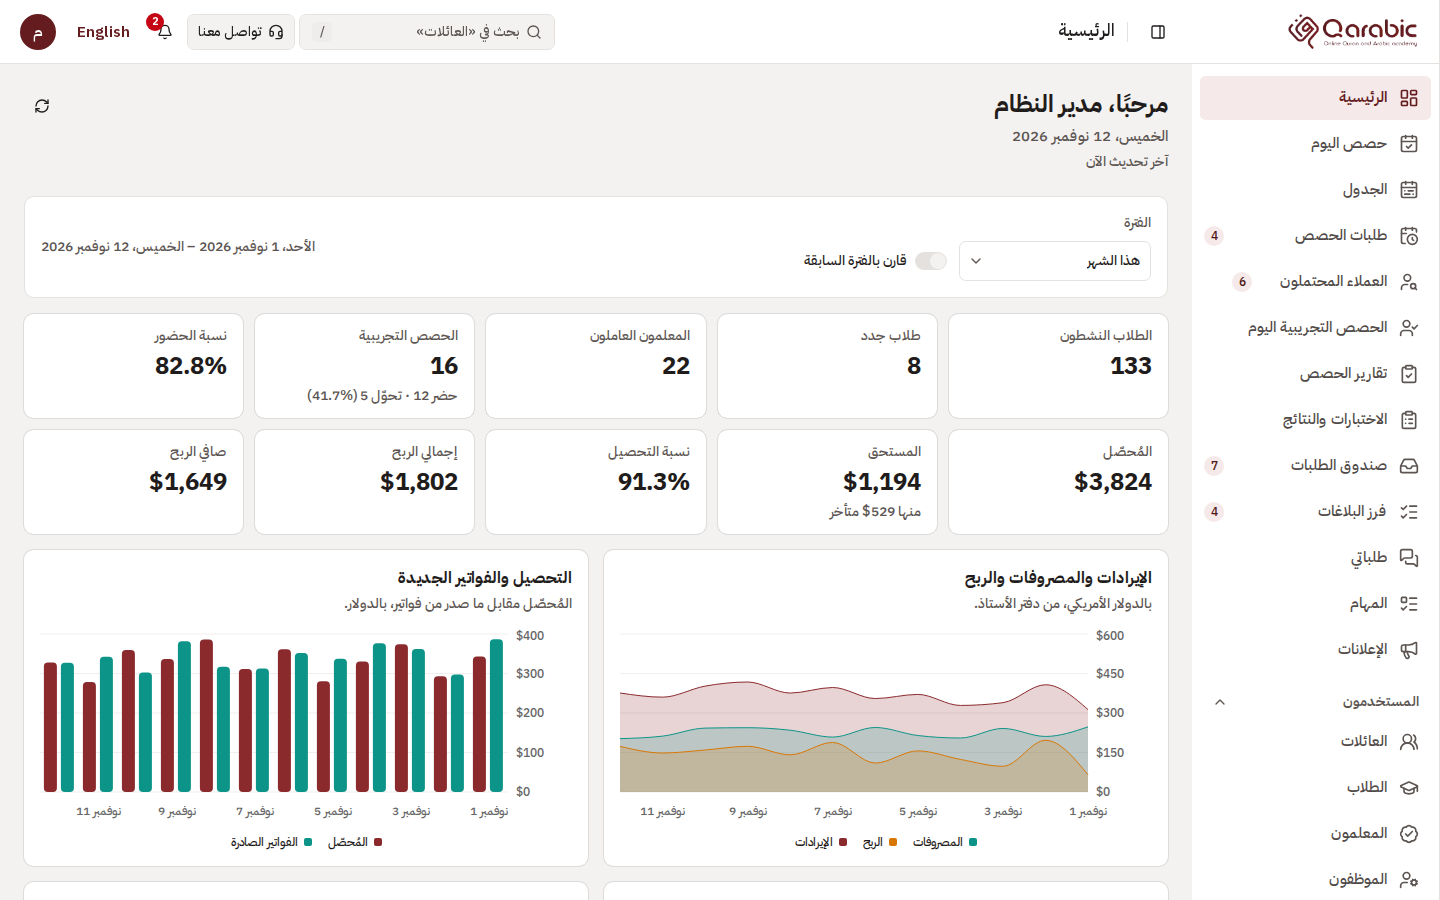 Qarabic
Online Quran and Arabic academy
الرئيسية
بحث في «العائلات»
/
تواصل معنا
2
English
م
الرئيسية
حصص اليوم
الجدول
طلبات الحصص
4
العملاء المحتملون
6
الحصص التجريبية اليوم
تقارير الحصص
الاختبارات والنتائج
صندوق الطلبات
7
فرز البلاغات
4
طلباتي
المهام
الإعلانات
المستخدمون
العائلات
الطلاب
المعلمون
الموظفون
مرحبًا، مدير النظام
الخميس، 12 نوفمبر 2026
آخر تحديث الآن
الفترة
هذا الشهر
قارن بالفترة السابقة
الأحد، 1 نوفمبر 2026 – الخميس، 12 نوفمبر 2026
الطلاب النشطون
133
طلاب جدد
8
المعلمون العاملون
22
الحصص التجريبية
16
حضر 12 · تحوّل 5 (41.7%)
نسبة الحضور
82.8%
المُحصّل
$3,824
المستحق
$1,194
منها $529 متأخر
نسبة التحصيل
91.3%
إجمالي الربح
$1,802
صافي الربح
$1,649
الإيرادات والمصروفات والربح
بالدولار الأمريكي، من دفتر الأستاذ.
$600
$450
$300
$150
$0
نوفمبر 1
نوفمبر 3
نوفمبر 5
نوفمبر 7
نوفمبر 9
نوفمبر 11
المصروفات
الربح
الإيرادات
التحصيل والفواتير الجديدة
المُحصّل مقابل ما صدر من فواتير، بالدولار.
$400
$300
$200
$100
$0
نوفمبر 1
نوفمبر 3
نوفمبر 5
نوفمبر 7
نوفمبر 9
نوفمبر 11
المُحصّل
الفواتير الصادرة